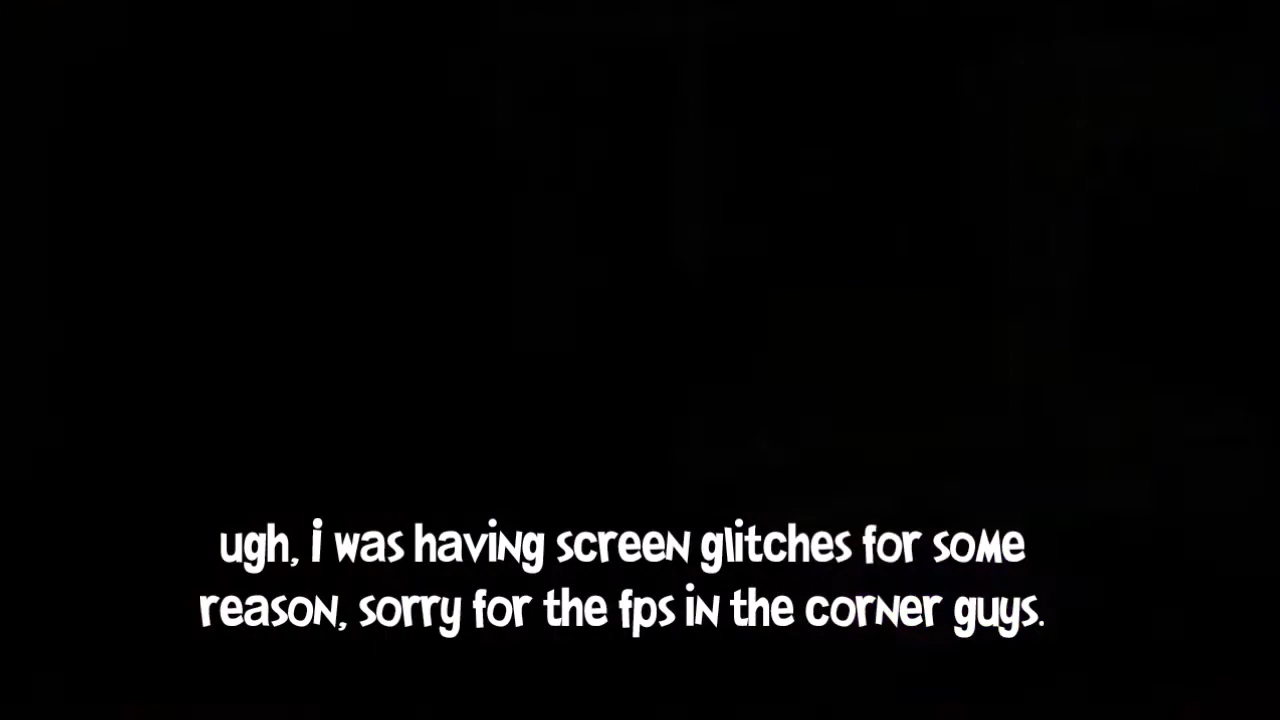 ugh, i was having screen glitches for some
reason, sorry for the fps in the corner guys.